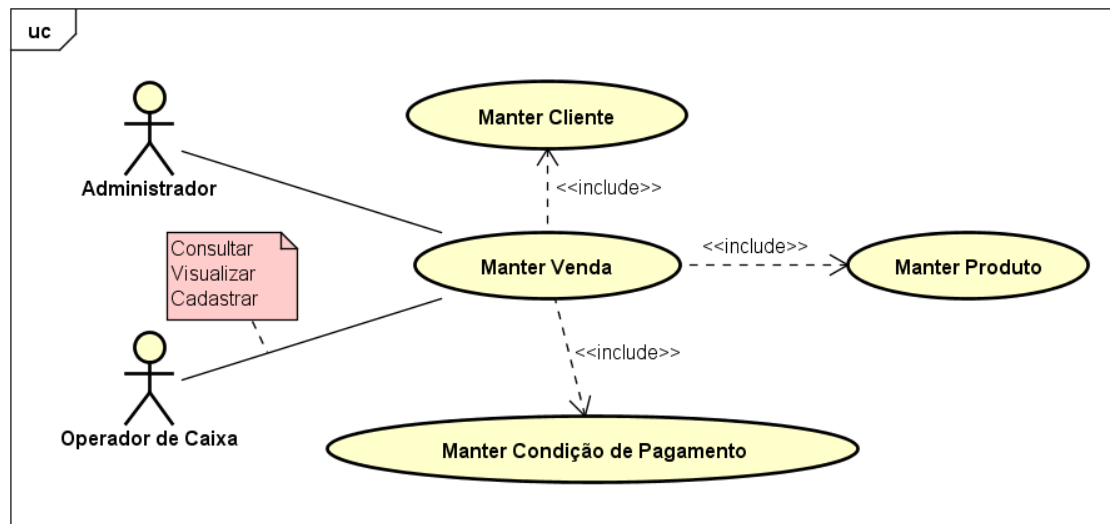 uc
Manter Cliente
Administrador
<<include>>
Consultar
Visualizar
Cadastrar
Manter Venda
<<include>>
Manter Produto
<<include>>
Operador de Caixa
Manter Condição de Pagamento